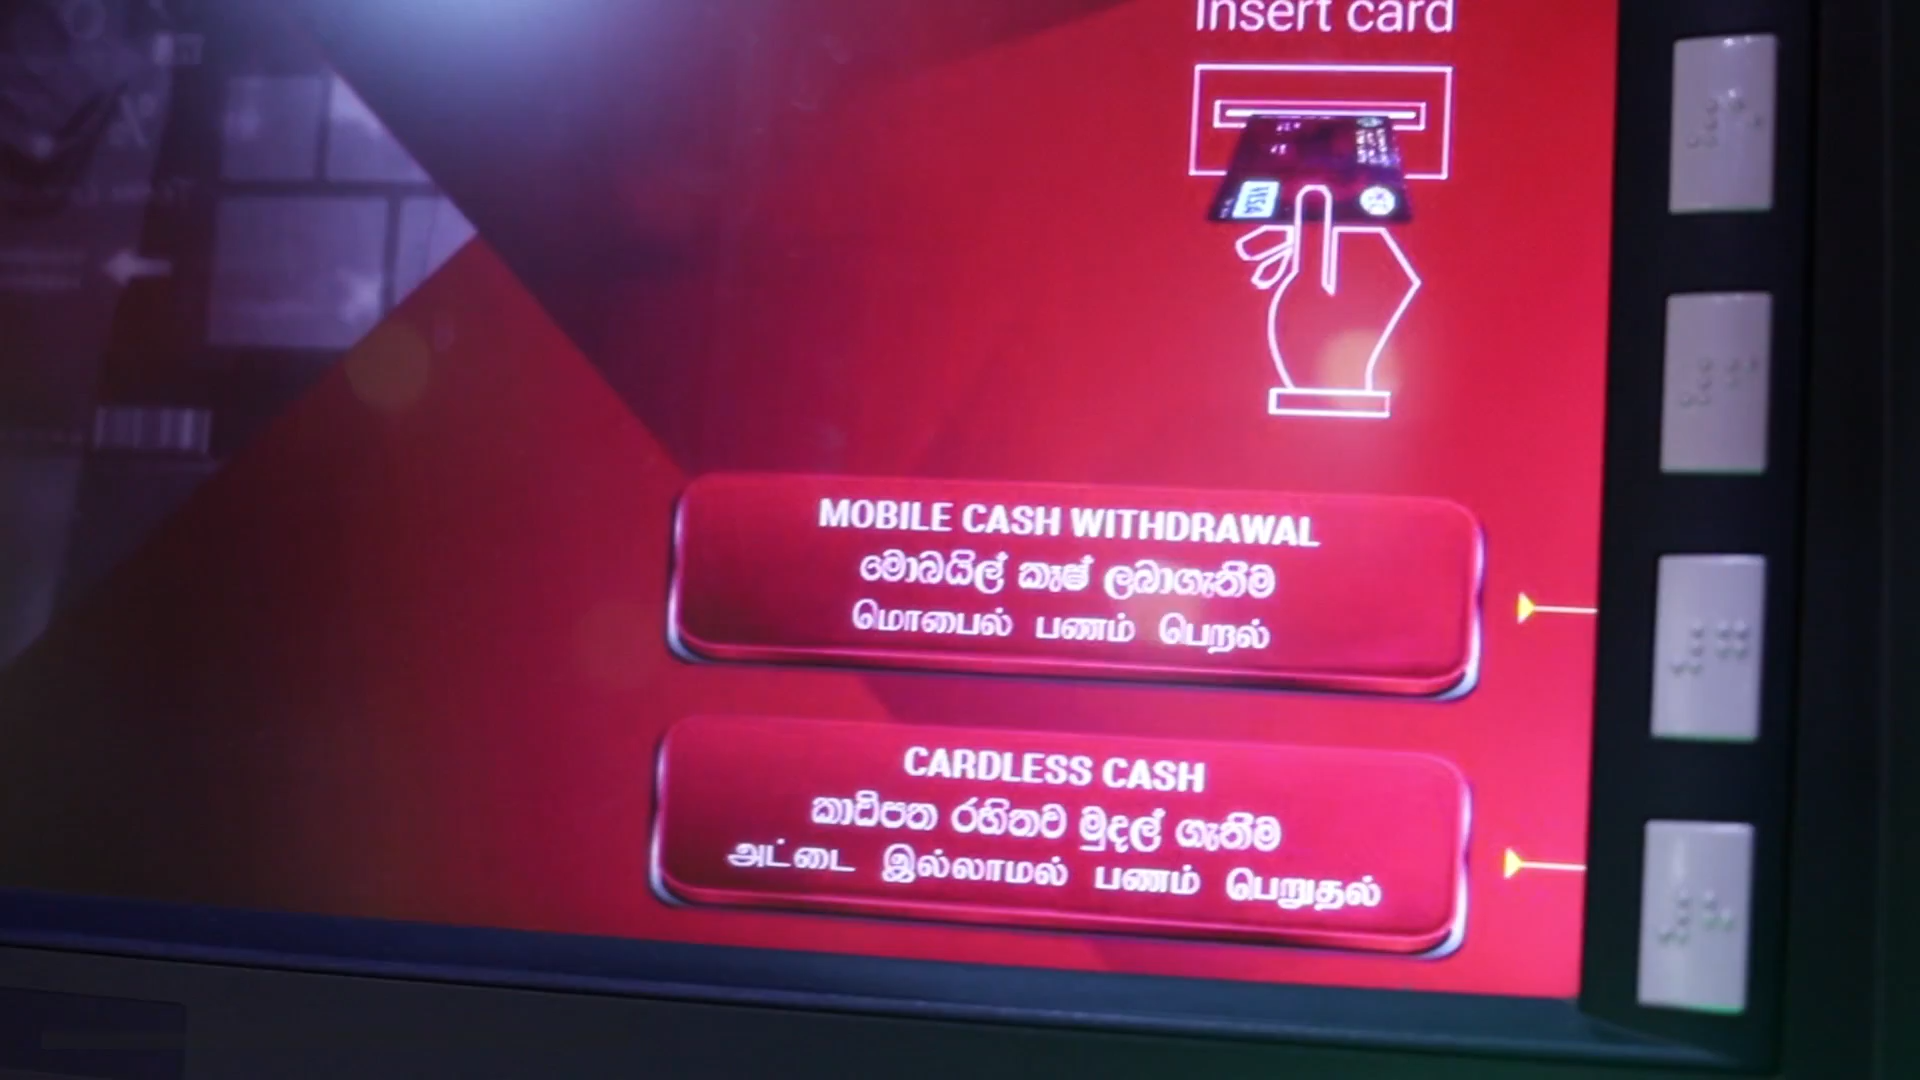 Insert card
VISA
MOBILE CASH WITHDRAWAL
මොබයිල් කෑෂ් ලබාගැනීම
மொபைல் பணம் பெறல்
CARDLESS CASH
කාඩ්පත රහිතව මුදල් ගැනීම
அட்டை இல்லாமல் பணம் பெறுதல்